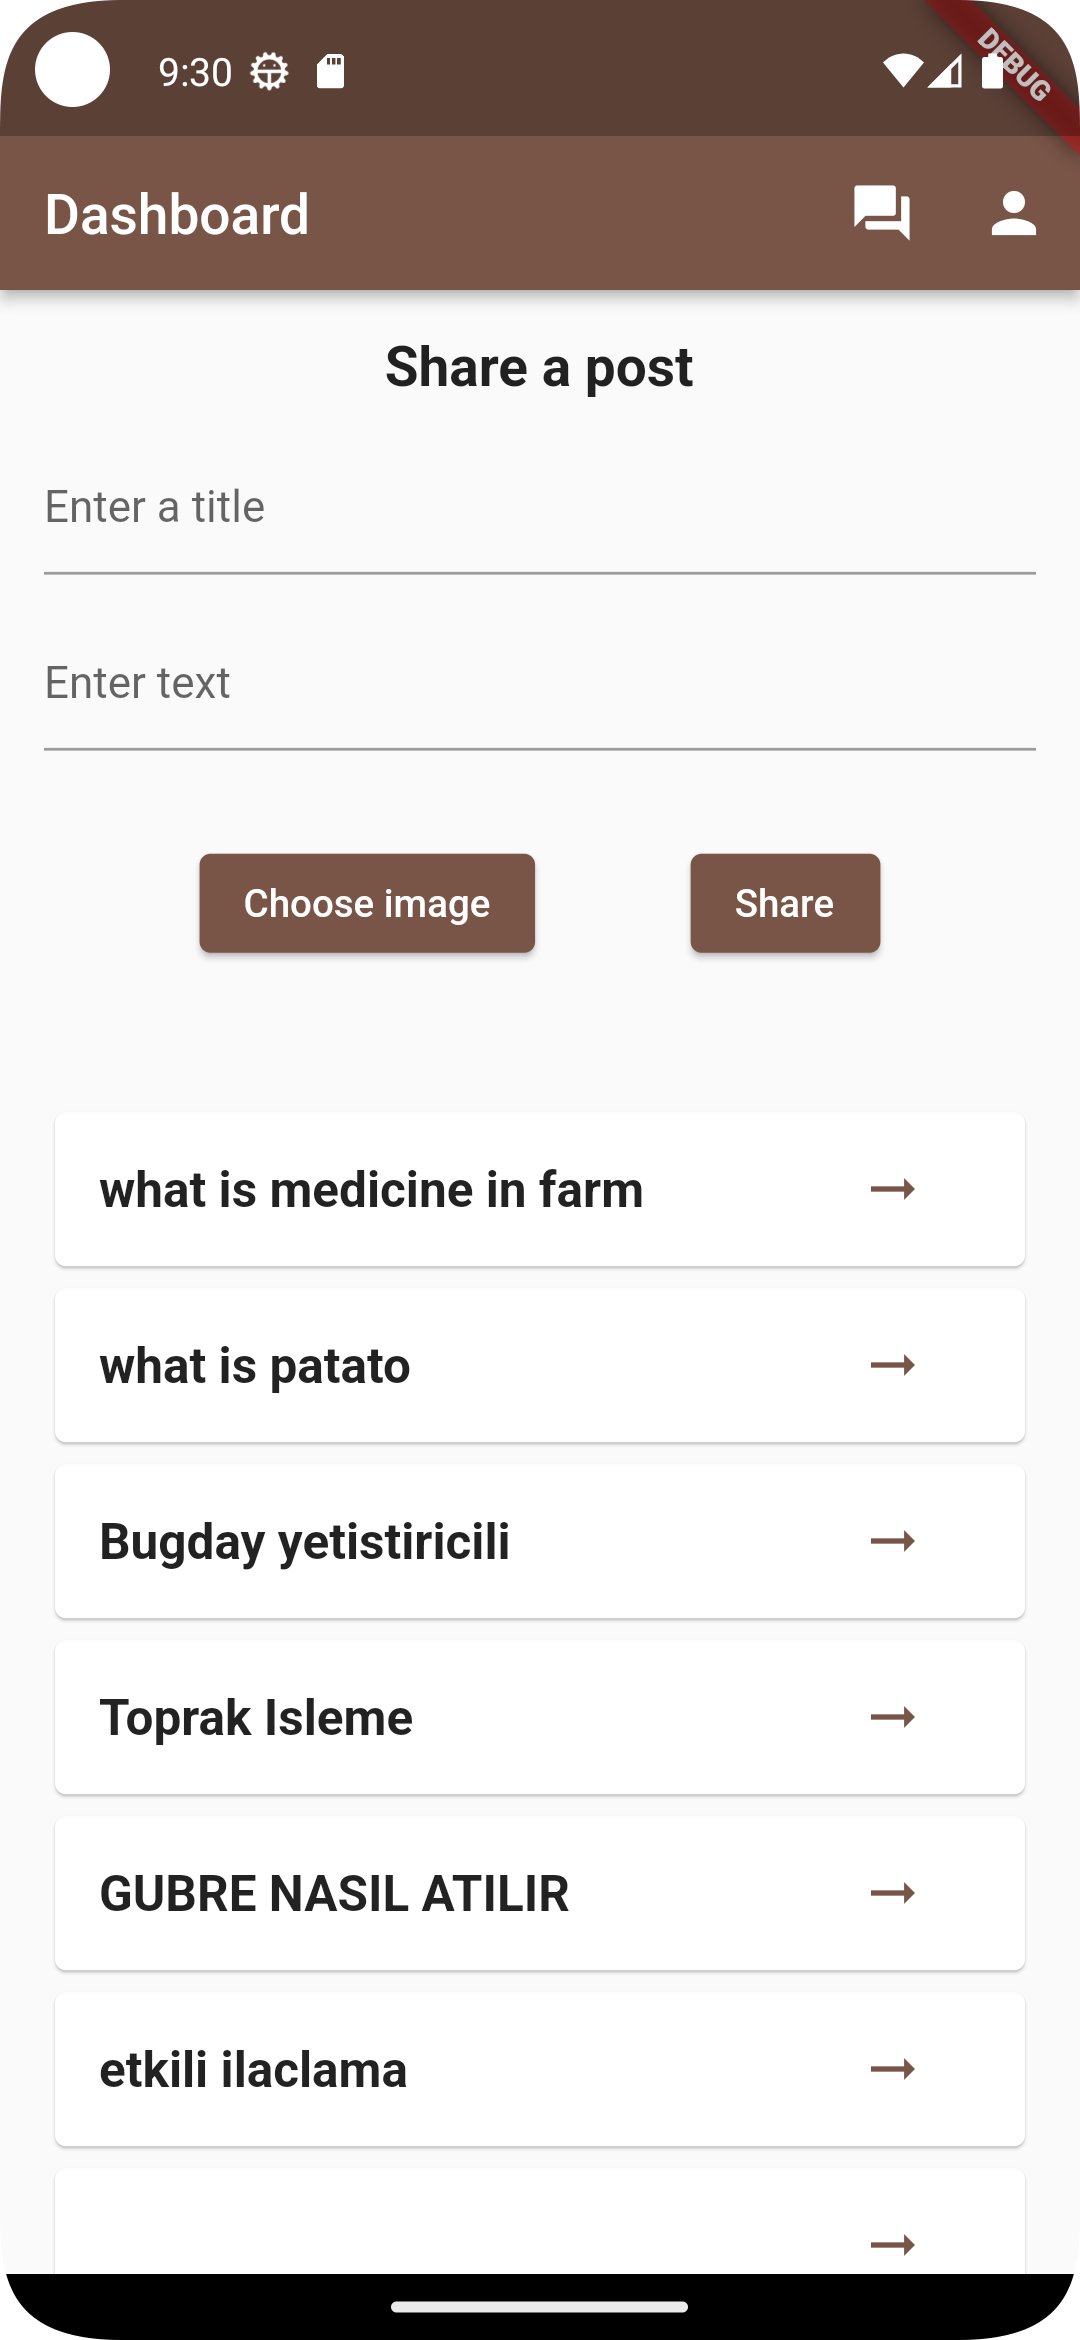 9:30
DEBUG
Dashboard
Share a post
Enter a title
Enter text
Choose image
Share
what is medicine in farm
what is patato
Bugday yetistiricili
Toprak Isleme
GUBRE NASIL ATILIR
etkili ilaclama